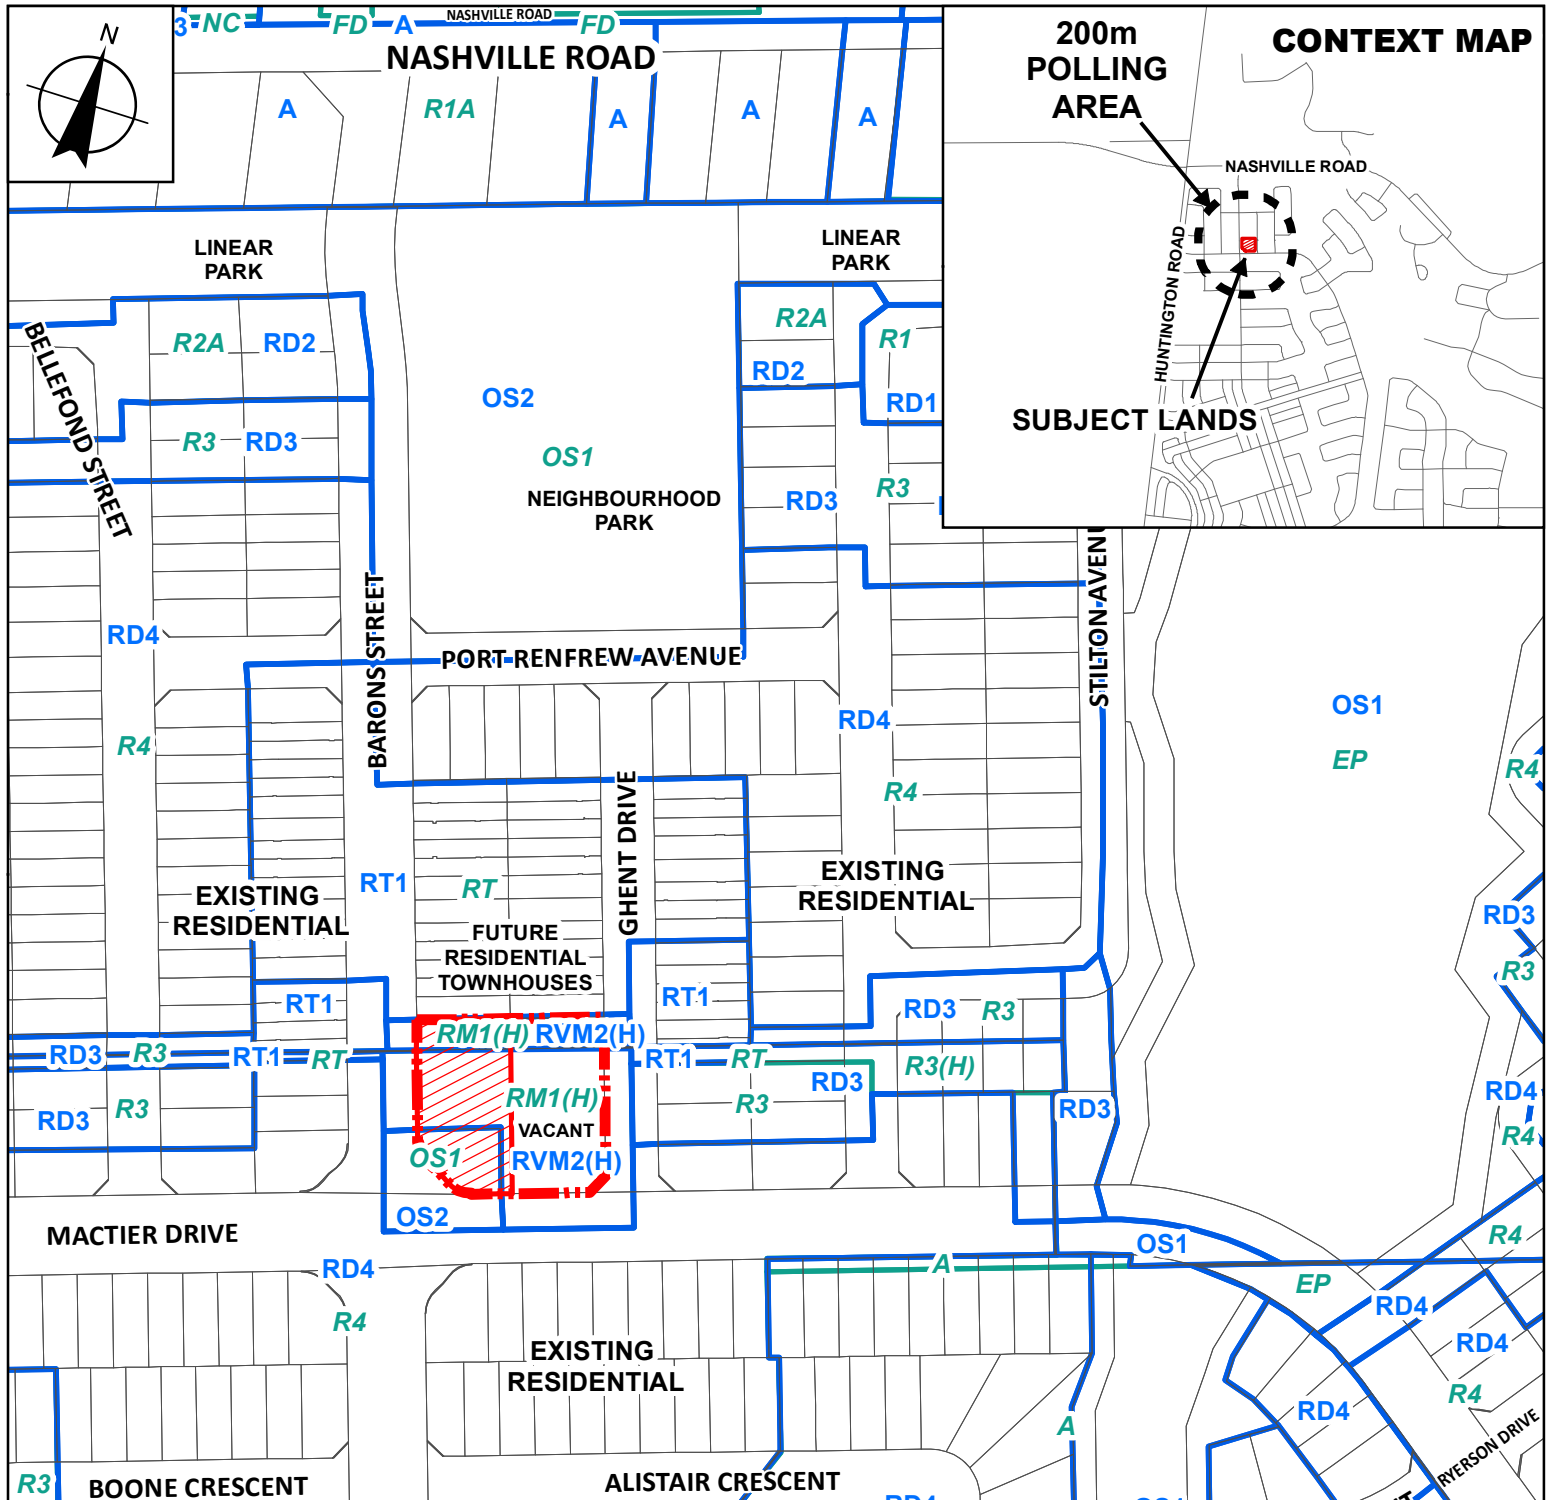 N
3
NC
FD
A
NASHVILLE ROAD
FD
NASHVILLE ROAD
A
R1A
A
A
A
CONTEXT MAP
200m
POLLING
AREA
NASHVILLE ROAD
HUNTINGTON ROAD
SUBJECT LANDS
LINEAR
PARK
LINEAR
PARK
BELLEFOND STREET
R2A
RD2
R3
RD3
OS2
OS1
NEIGHBOURHOOD
PARK
R2A
RD2
R1
RD1
RD3
R3
RD4
R4
BARONS STREET
PORT RENFREW AVENUE
STILTON AVENU
RD4
R4
OS1
EP
R4
EXISTING
RESIDENTIAL
RT1
RT
GHENT DRIVE
FUTURE
RESIDENTIAL
TOWNHOUSES
EXISTING
RESIDENTIAL
RD3
R3
RT1
RT1
RD3
R3
RM1(H)
RVM2(H)
RD3
R3
RT1
RT
RT1
RT
R3(H)
RD3
R3
RM1(H)
VACANT
RVM2(H)
OS1
OS2
RD3
R3
RD3
RD4
R4
MACTIER DRIVE
RD4
R4
A
OS1
EP
R4
RD4
RD4
R4
RD4
EXISTING
RESIDENTIAL
A
R3
BOONE CRESCENT
ALISTAIR CRESCENT
RYERSON DRIVE